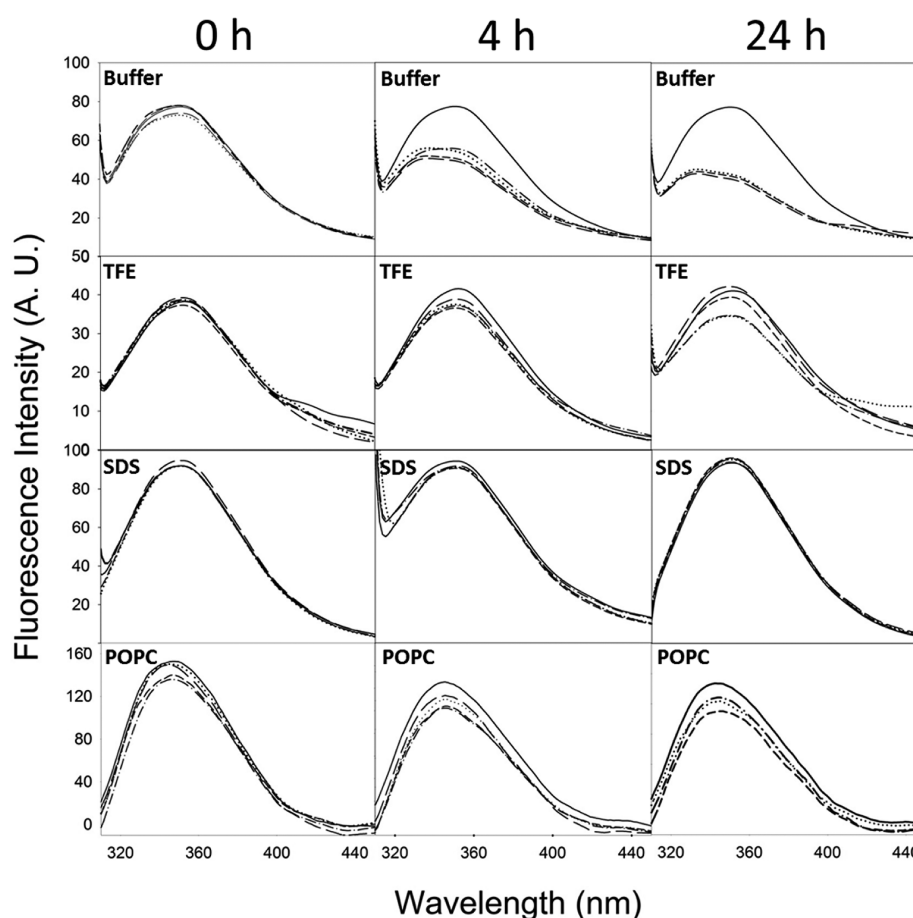 0 h 4 h 24 h
Fluorescence Intensity (A. U.)
100
Buffer Buffer Buffer
80
60
40
20
50
TFE TFE TFE
40
30
20
10
100
SDS SDS SDS
80
60
40
20
160
POPC POPC POPC
120
80
40
0
320 360 400 440 320 360 400 440 320 360 400 440
Wavelength (nm)